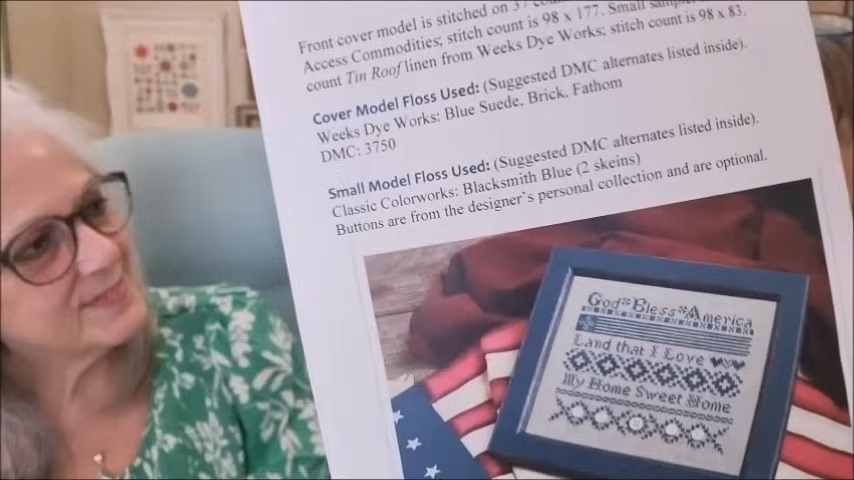 Front cover model is stitched on 37
Access Commodities; stitch count is 98 x 177. Small
count Tin Roof linen from Weeks Dye Works; stitch count is 98 x 83.
Cover Model Floss Used: (Suggested DMC alternates listed inside).
Weeks Dye Works: Blue Suede, Brick, Fathom
DMC: 3750
Small Model Floss Used: (Suggested DMC alternates listed inside).
Classic Colorworks: Blacksmith Blue (2 skeins)
Buttons are from the designer's personal collection and are optional.
God Bless America
Land that I Love
My Home Sweet Home